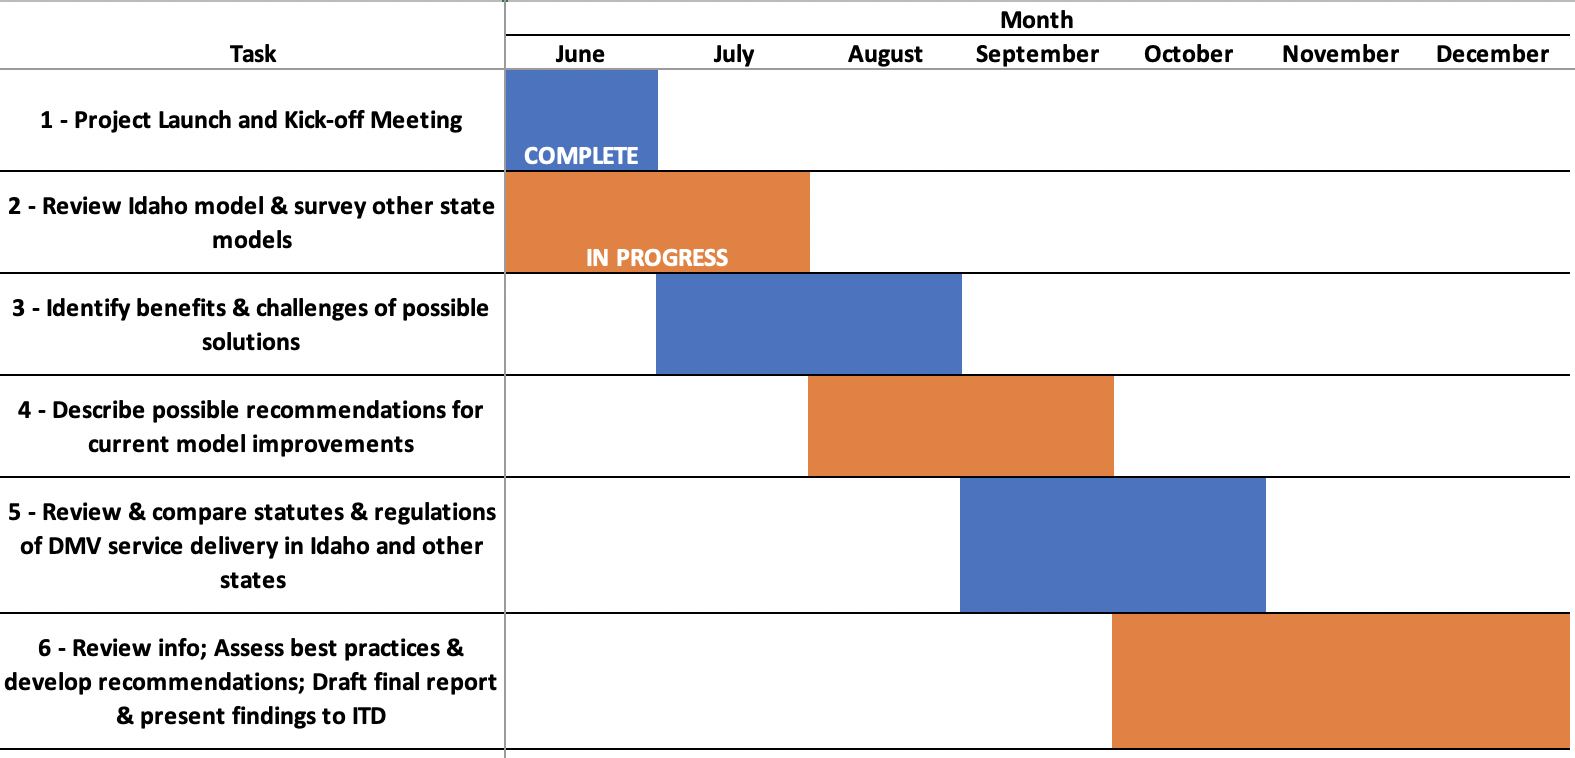 Month
Task
June
July
August
September
October
November
December
1 - Project Launch and Kick-off Meeting
COMPLETE
2 - Review Idaho model & survey other state
models
IN PROGRESS
3 - Identify benefits & challenges of possible
solutions
4 - Describe possible recommendations for
current model improvements
5 - Review & compare statutes & regulations
of DMV service delivery in Idaho and other
states
6 - Review info; Assess best practices &
develop recommendations; Draft final report
& present findings to ITD